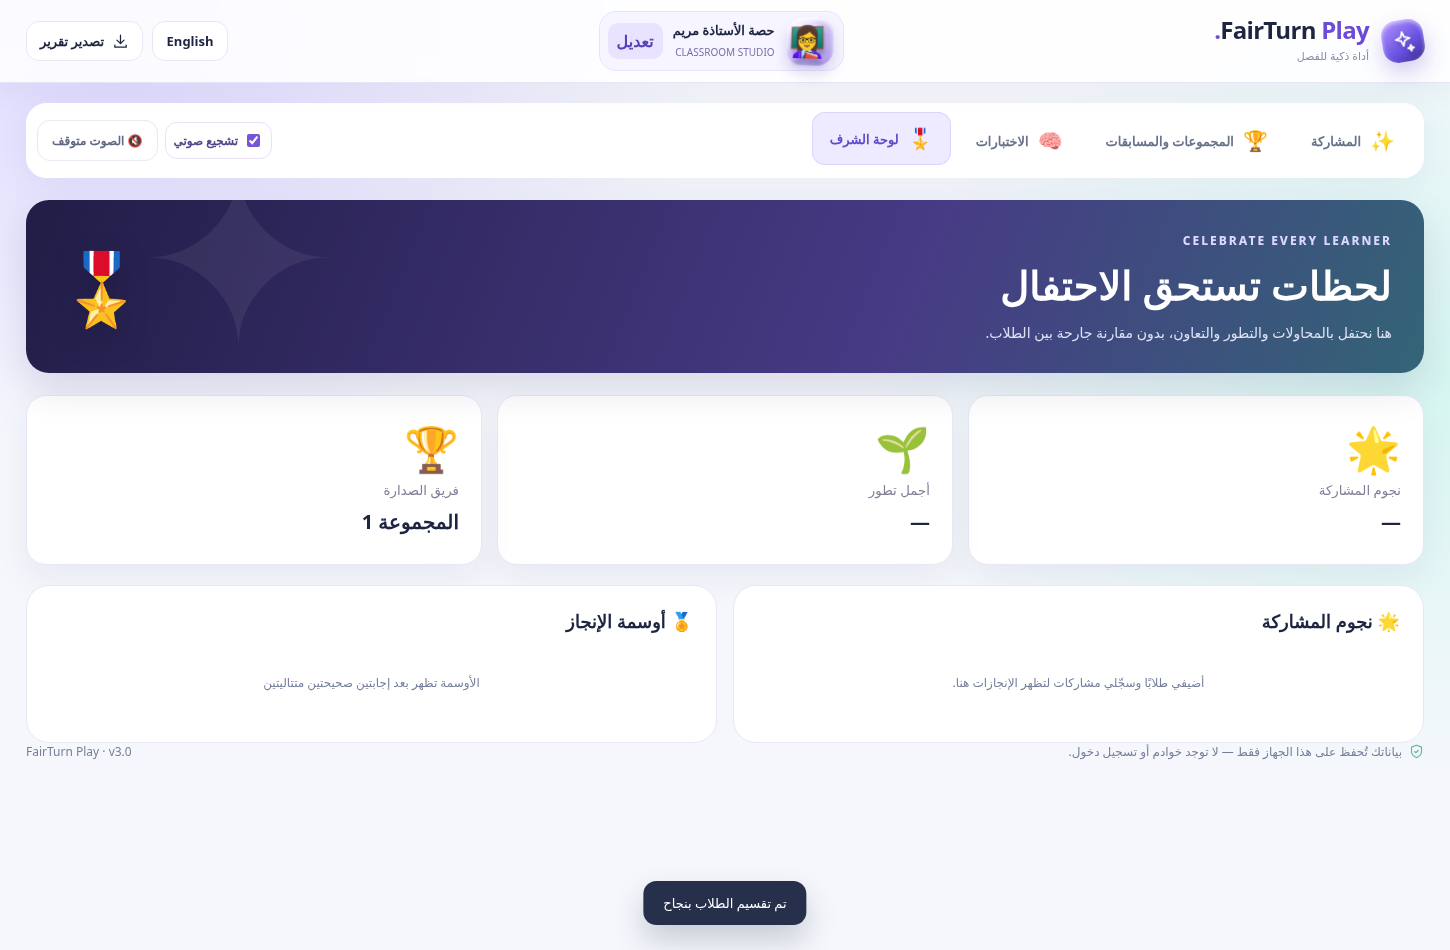 FairTurn Play.
أداة ذكية للفصل
حصة الأستاذة مريم
CLASSROOM STUDIO
تعديل
English
تصدير تقرير
المشاركة
المجموعات والمسابقات
الاختبارات
لوحة الشرف
تشجيع صوتي
الصوت متوقف
CELEBRATE EVERY LEARNER
لحظات تستحق الاحتفال
هنا نحتفل بالمحاولات والتطور والتعاون، بدون مقارنة جارحة بين الطلاب.
نجوم المشاركة
—
أجمل تطور
—
فريق الصدارة
المجموعة 1
نجوم المشاركة
أضيفي طلابًا وسجّلي مشاركات لتظهر الإنجازات هنا.
أوسمة الإنجاز
الأوسمة تظهر بعد إجابتين صحيحتين متتاليتين
بياناتك تُحفظ على هذا الجهاز فقط — لا توجد خوادم أو تسجيل دخول.
FairTurn Play · v3.0
تم تقسيم الطلاب بنجاح